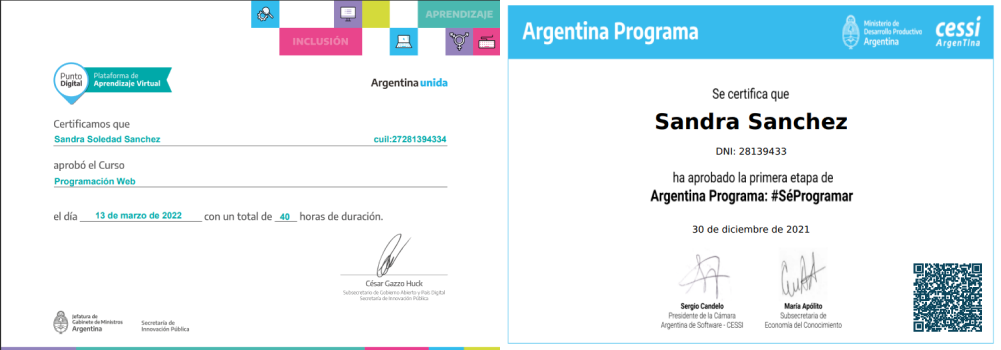 APRENDIZAJE
INCLUSIÓN
Punto Digital
Plataforma de
Aprendizaje Virtual
Argentina unida
Certificamos que
Sandra Soledad Sanchez cuil:27281394334
aprobó el Curso
Programación Web
el día 13 de marzo de 2022 con un total de 40 horas de duración.
César Gazzo Huck
Subsecretario de Gobierno Abierto y País Digital
Secretaría de Innovación Pública
Jefatura de
Gabinete de Ministros
Argentina
Secretaría de
Innovación Pública
Argentina Programa
Ministerio de
Desarrollo Productivo
Argentina
cessi
ArgenTIna
Se certifica que
Sandra Sanchez
DNI: 28139433
ha aprobado la primera etapa de
Argentina Programa: #SéProgramar
30 de diciembre de 2021
Sergio Candelo
Presidente de la Cámara
Argentina de Software - CESSI
María Apólito
Subsecretaria de
Economía del Conocimiento